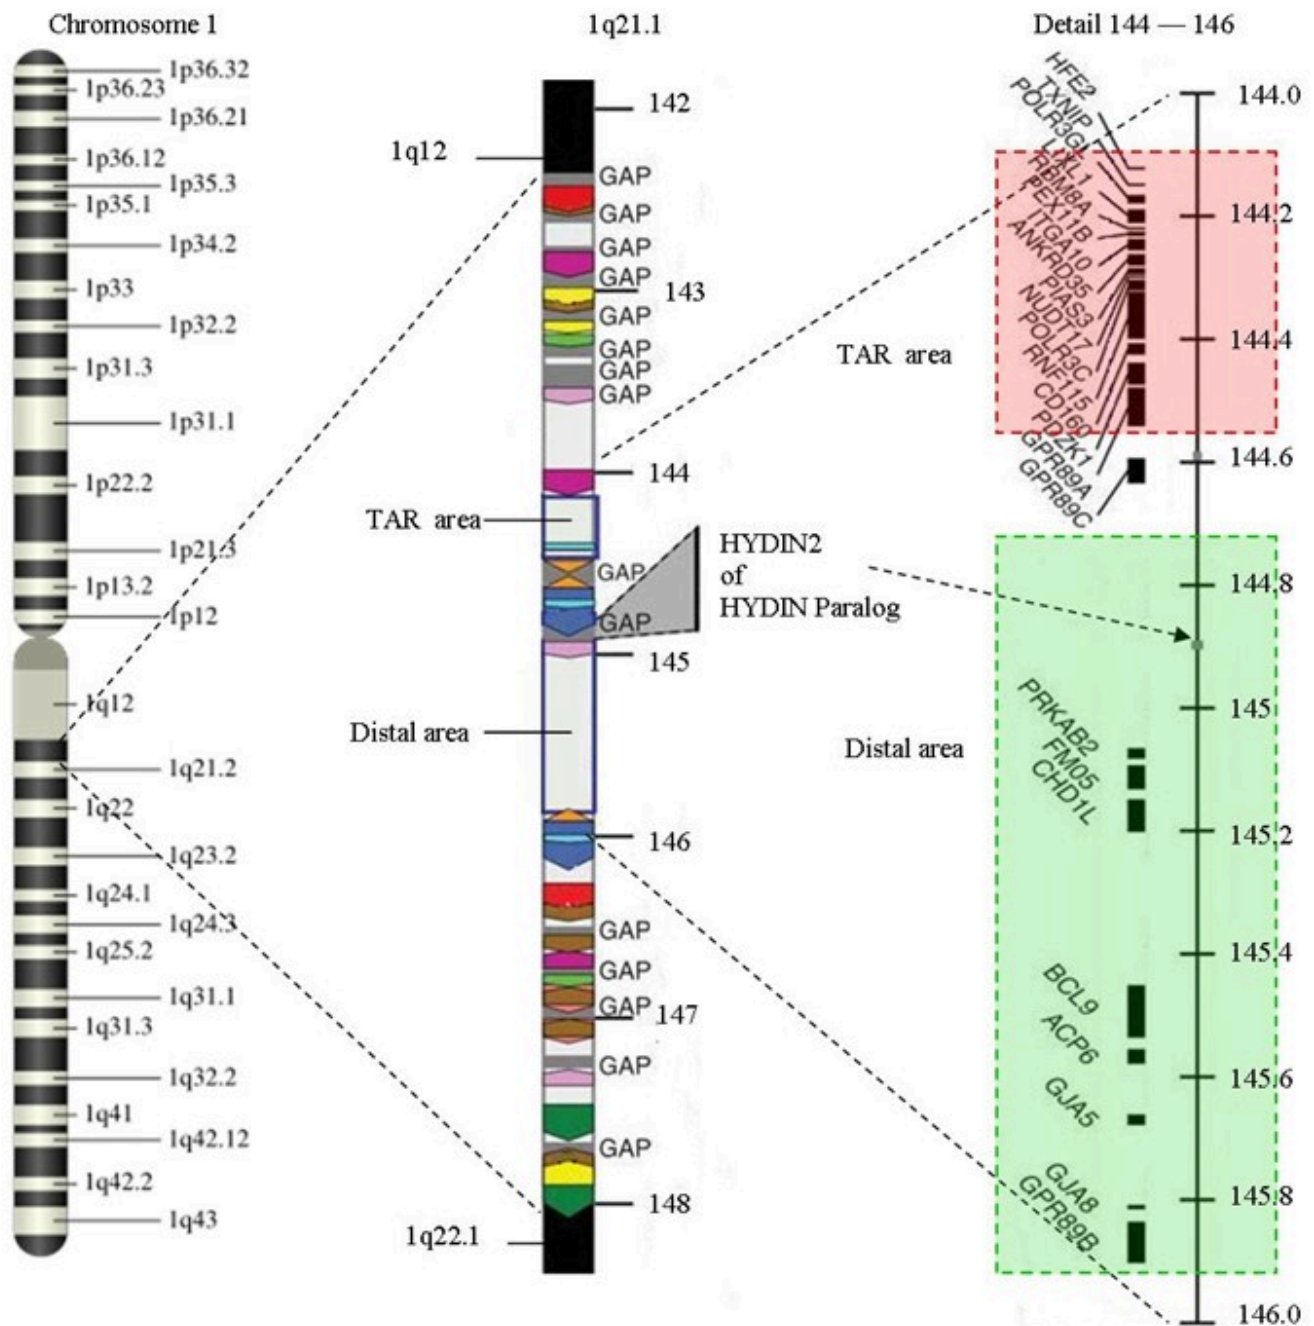 Chromosome 1
1p36.32
1p36.23
1p36.21
1p36.12
1p35.3
1p35.1
1p34.2
1p33
1p32.2
1p31.3
1p31.1
1p22.2
1p21.3
1p13.2
1p12
1q12
1q21.2
1q22
1q23.2
1q24.1
1q24.3
1q25.2
1q31.1
1q31.3
1q32.2
1q41
1q42.12
1q42.2
1q43
1q21.1
142
1q12
GAP
GAP
GAP
GAP
143
GAP
GAP
GAP
GAP
144
TAR area
GAP
HYDIN2
of
HYDIN Paralog
GAP
145
Distal area
146
GAP
GAP
GAP
147
GAP
GAP
148
1q22.1
Detail 144 — 146
144.0
144.2
144.4
144.6
144.8
145
145.2
145.4
145.6
145.8
146.0
TAR area
HFE2
TXNIP
POLR3GL
LIXL1
RBM8A
PEX11B
ITGA10
ANKRD35
PIAS3
NUDT17
POLR3C
RNF115
CD160
PDZK1
GPR89A
GPR89C
Distal area
PRKAB2
FM05
CHD1L
BCL9
ACP6
GJA5
GJA8
GPR89B